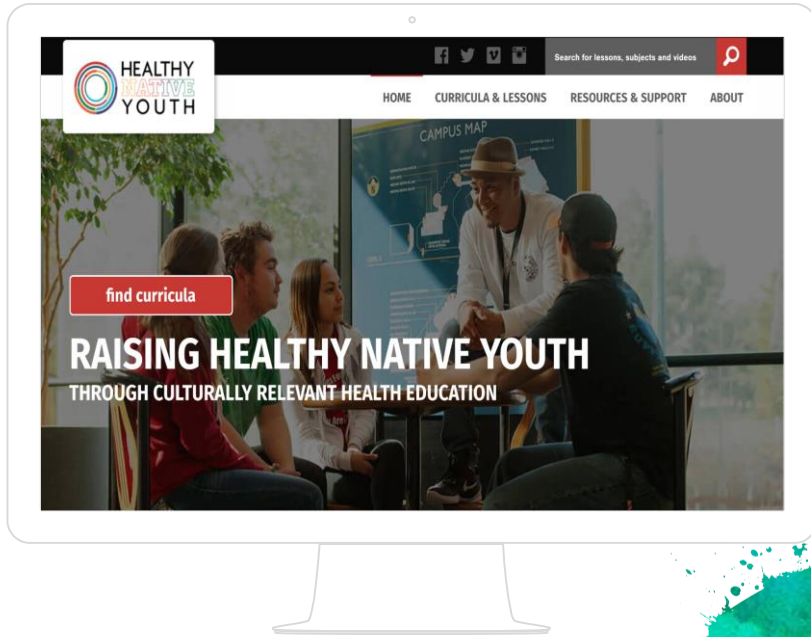 HEALTHY
NATIVE
YOUTH
Search for lessons, subjects and videos
HOME CURRICULA & LESSONS RESOURCES & SUPPORT ABOUT
CAMPUS MAP
find curricula
RAISING HEALTHY NATIVE YOUTH
THROUGH CULTURALLY RELEVANT HEALTH EDUCATION